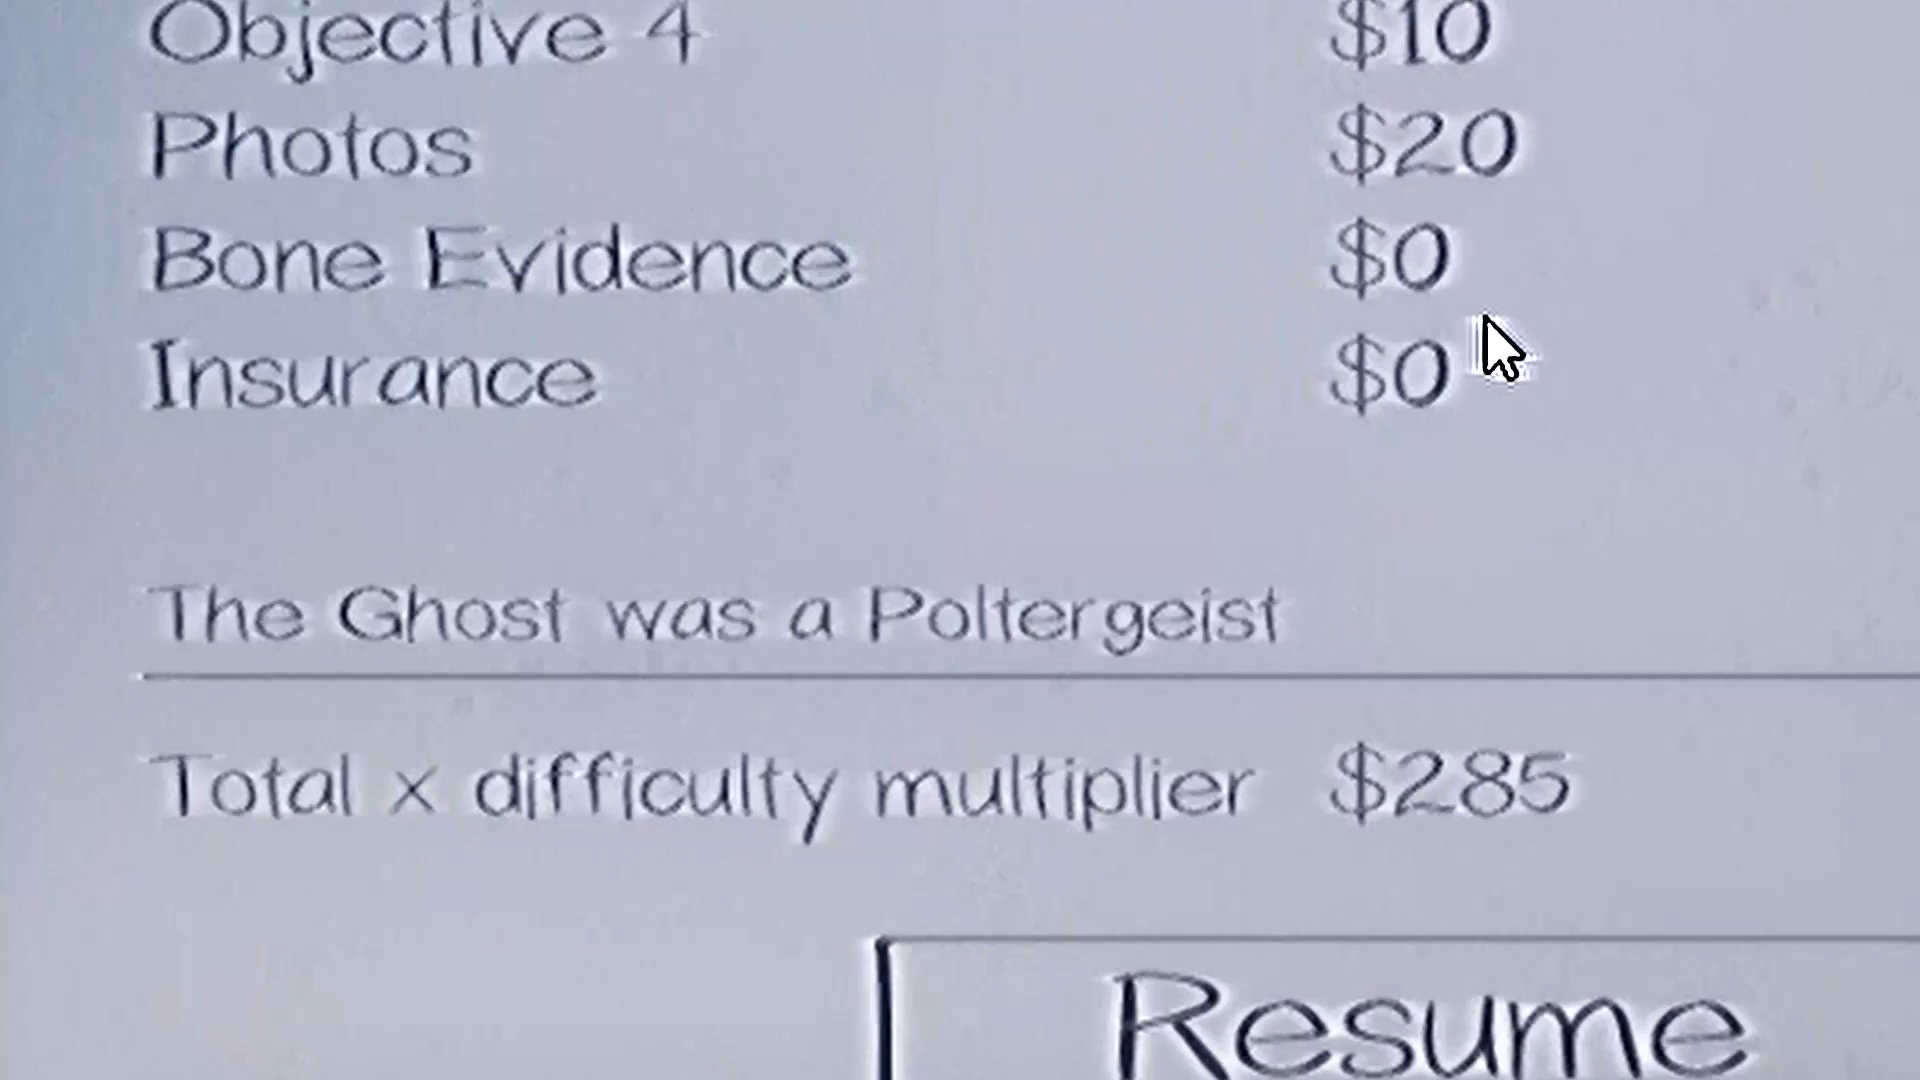 Objective 4 $10
Photos $20
Bone Evidence $0
Insurance $0
The Ghost was a Poltergeist
Total x difficulty multiplier $285
Resume